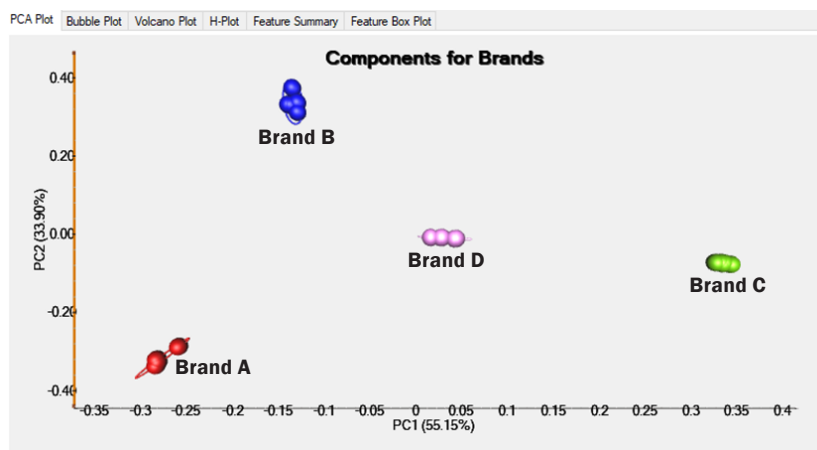 PCA Plot Bubble Plot Volcano Plot H-Plot Feature Summary Feature Box Plot
Components for Brands
0.40
Brand B
0.20
PC2 (33.90%)
0.00
Brand D
Brand C
-0.20
Brand A
-0.40
-0.35 -0.3 -0.25 -0.2 -0.15 -0.1 -0.05 0 0.05 0.1 0.15 0.2 0.25 0.3 0.35 0.4
PC1 (55.15%)